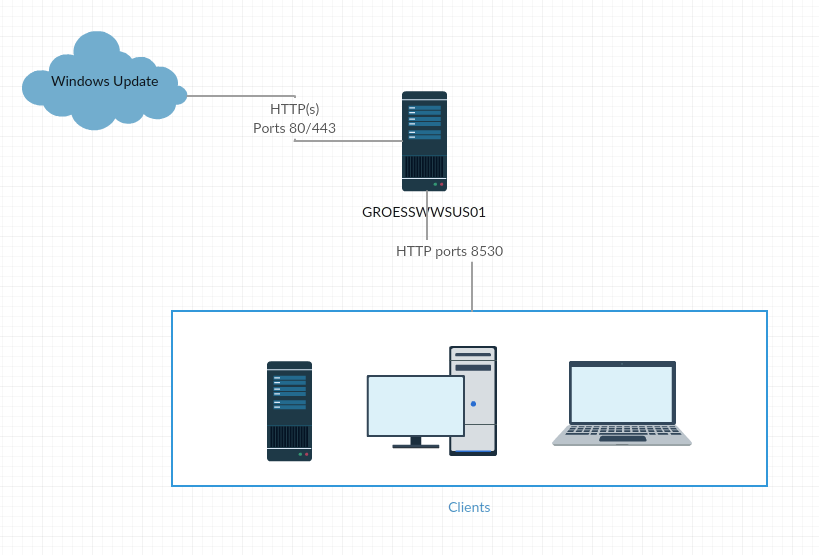 Windows Update
HTTP(s)
Ports 80/443
GROESSWWSUS01
HTTP ports 8530
Clients